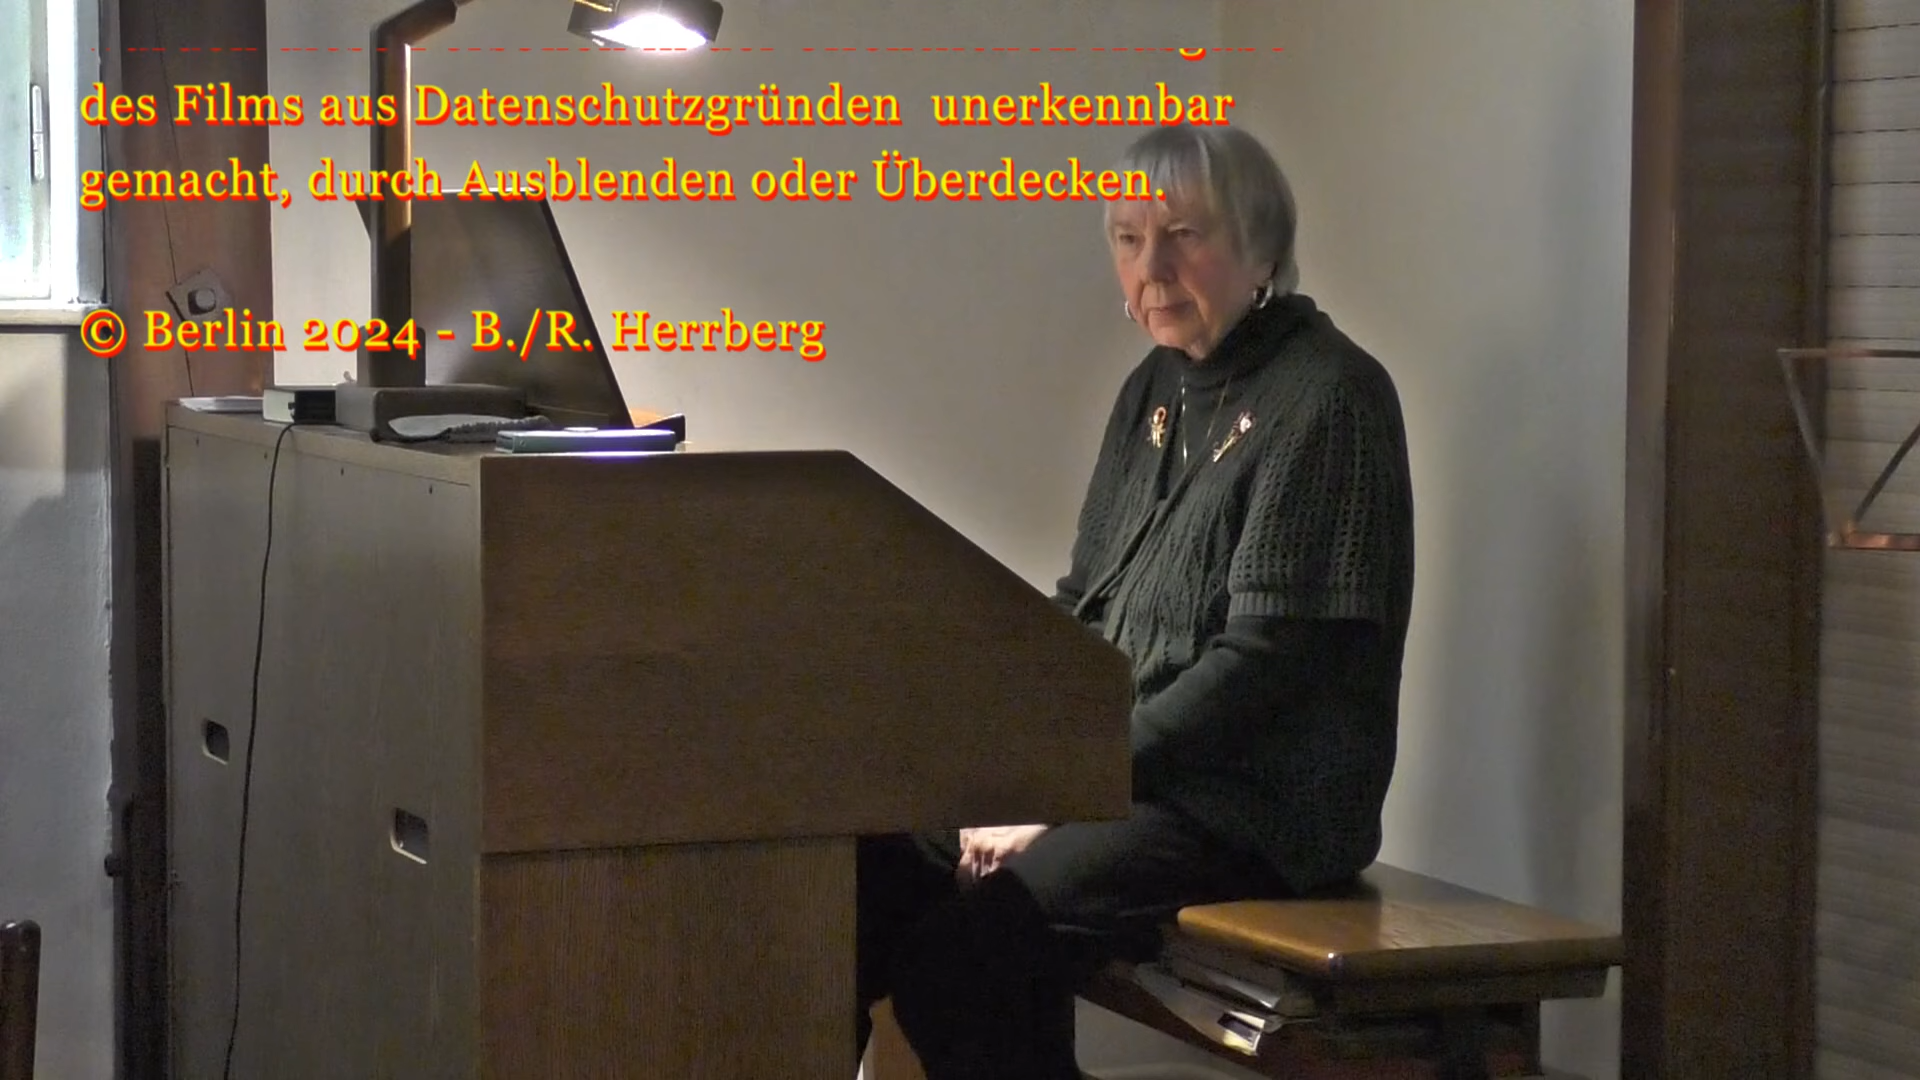 des Films aus Datenschutzgründen unerkennbar
gemacht, durch Ausblenden oder Überdecken.
© Berlin 2024 - B./R. Herrberg